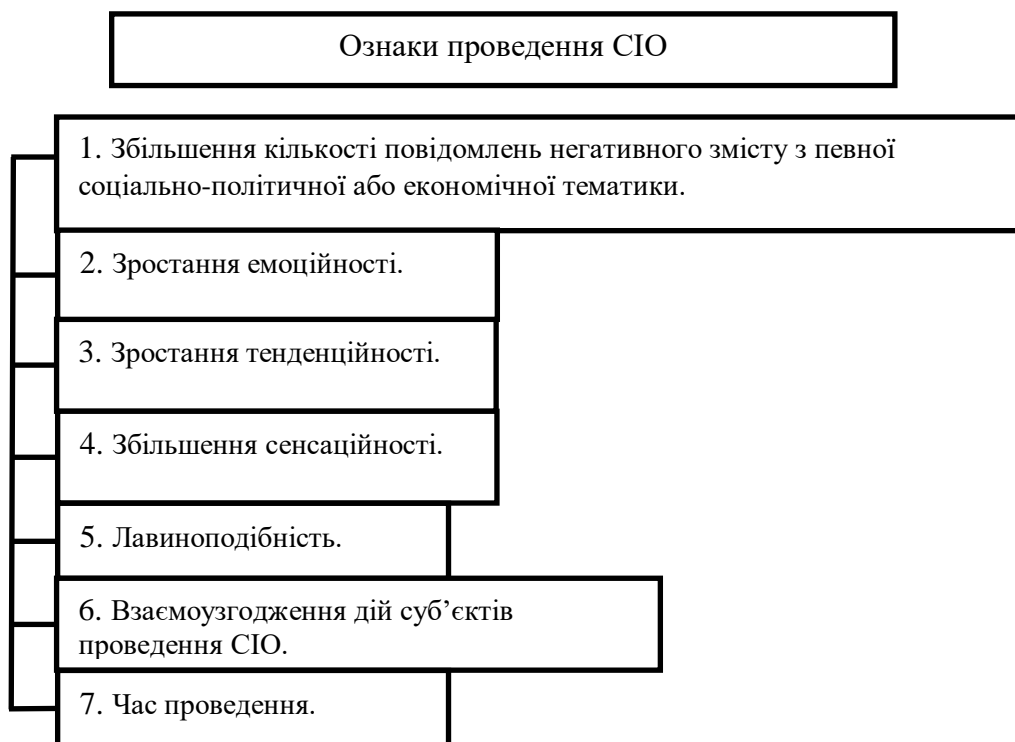 Ознаки проведення СІО
1. Збільшення кількості повідомлень негативного змісту з певної
соціально-політичної або економічної тематики.
2. Зростання емоційності.
3. Зростання тенденційності.
4. Збільшення сенсаційності.
5. Лавиноподібність.
6. Взаємоузгодження дій суб’єктів
проведення СІО.
7. Час проведення.